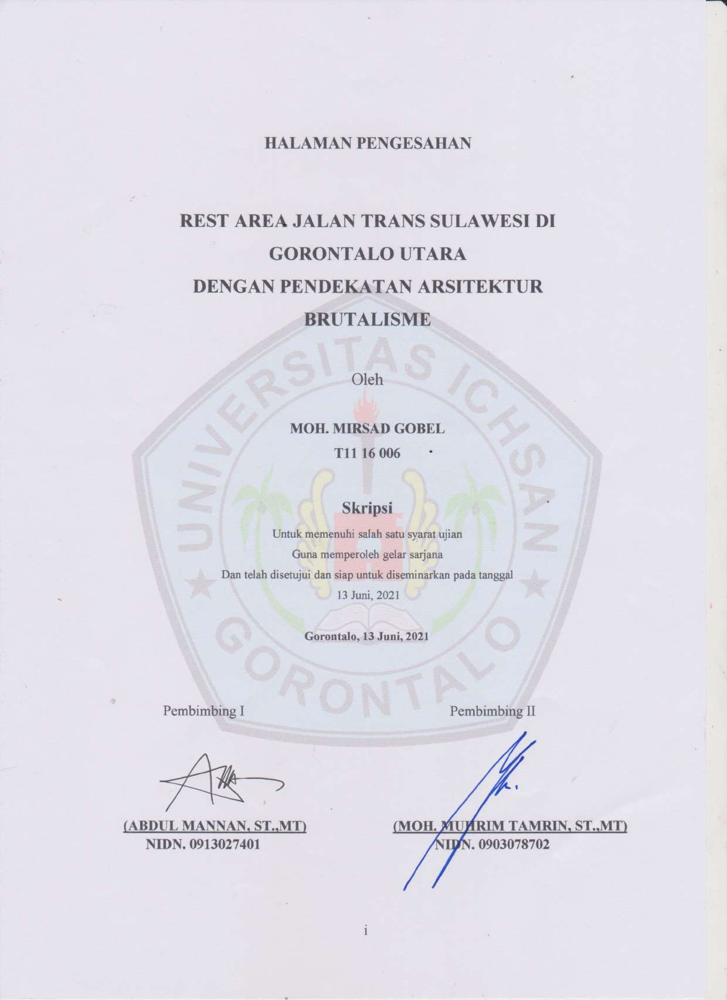 HALAMAN PENGESAHAN
REST AREA JALAN TRANS SULAWESI DI
GORONTALO UTARA
DENGAN PENDEKATAN ARSITEKTUR
BRUTALISME
UNIVERSITAS ICHSAN
Oleh
MOH. MIRSAD GOBEL
T11 16 006
Skripsi
Untuk memenuhi salah satu syarat ujian
Guna memperoleh gelar sarjana
Dan telah disetujui dan siap untuk diseminarkan pada tanggal
13 Juni, 2021
Gorontalo, 13 Juni, 2021
GORONTALO
Pembimbing I
Pembimbing II
(ABDUL MANNAN, ST.,MT)
(MOH. MUHRIM TAMRIN, ST.,MT)
NIDN. 0913027401
NIDN. 0903078702
i